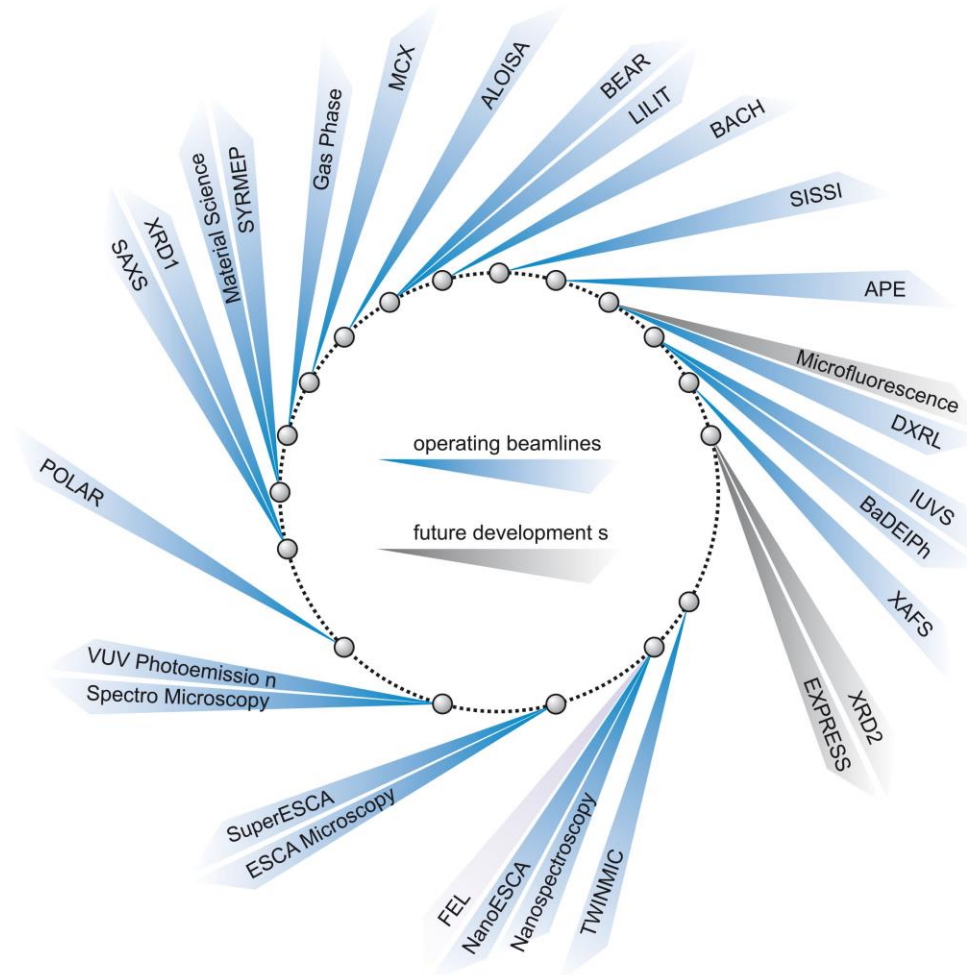 MCX
ALOISA
BEAR
LILIT
BACH
Gas Phase
SYRMEP
Material Science
XRD1
SAXS
SISSI
APE
Microfluorescence
DXRL
IUVS
BaDElPh
XAFS
operating beamlines
future development s
POLAR
VUV Photoemissio n
Spectro Microscopy
XRD2
EXPRESS
SuperESCA
ESCA Microscopy
FEL
NanoESCA
Nanospectroscopy
TWINMIC